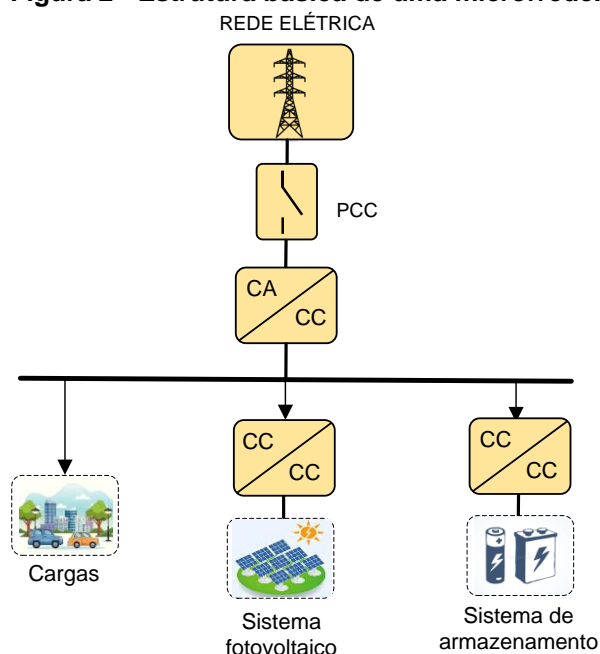 REDE ELÉTRICA
PCC
CA
CC
CC
CC
CC
CC
Cargas
Sistema
fotovoltaico
Sistema de
armazenamento